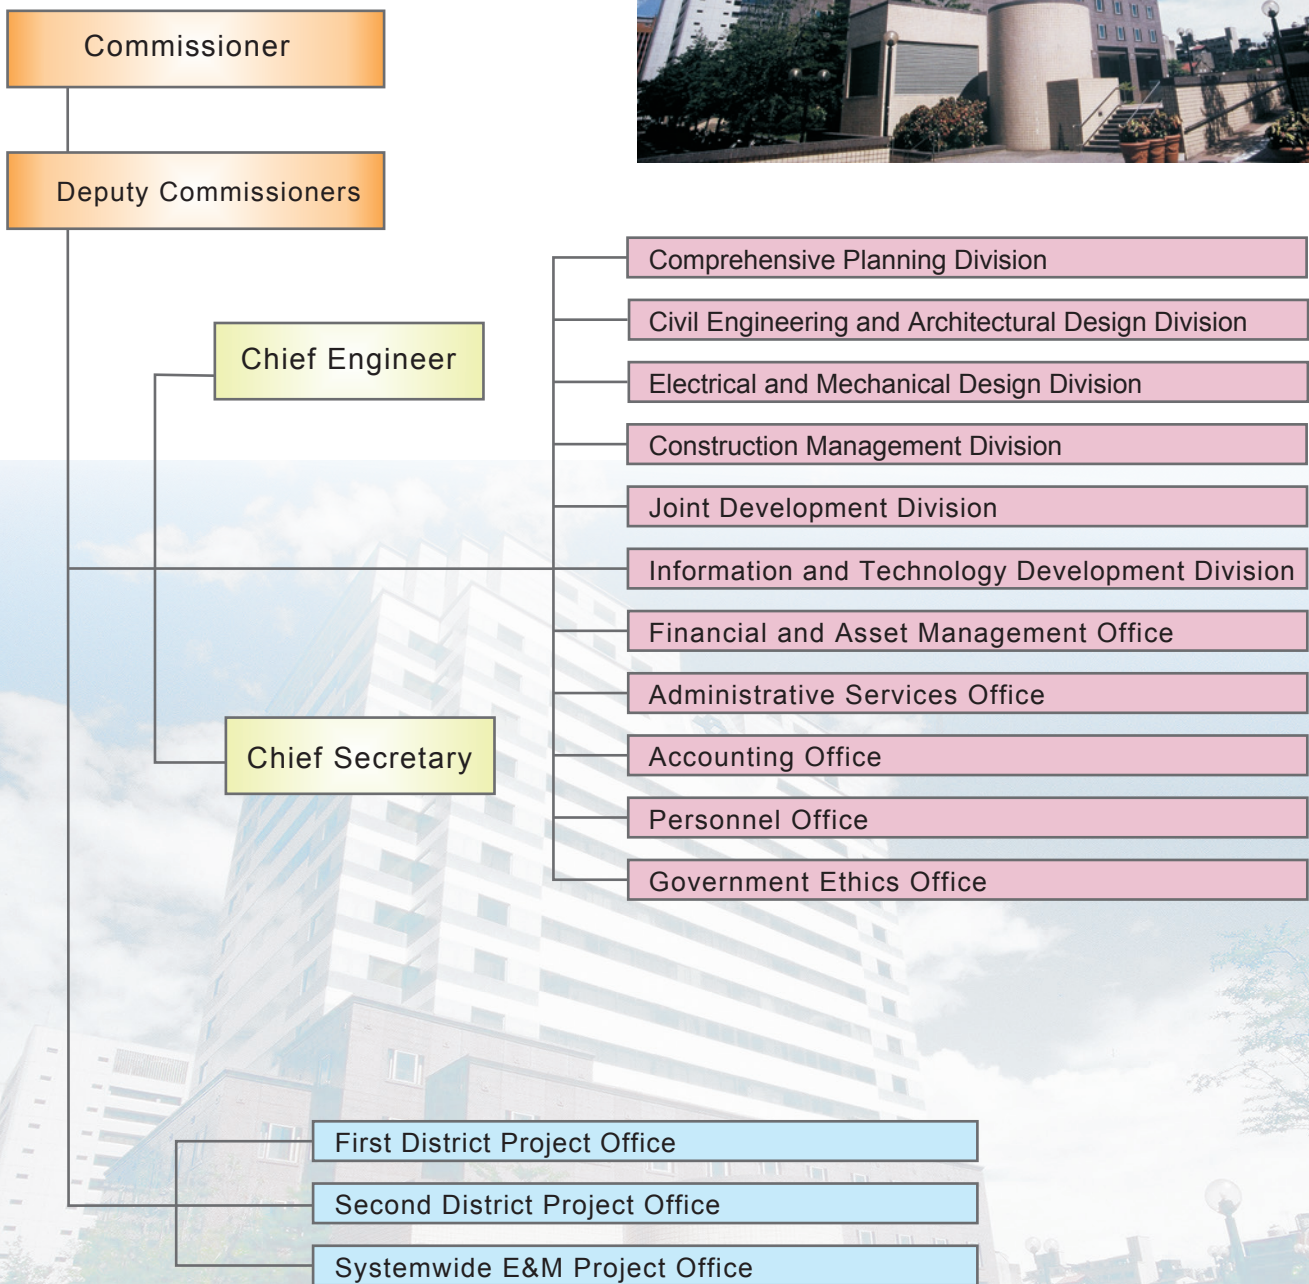 Commissioner
Deputy Commissioners
Chief Engineer
Chief Secretary
Comprehensive Planning Division
Civil Engineering and Architectural Design Division
Electrical and Mechanical Design Division
Construction Management Division
Joint Development Division
Information and Technology Development Division
Financial and Asset Management Office
Administrative Services Office
Accounting Office
Personnel Office
Government Ethics Office
First District Project Office
Second District Project Office
Systemwide E&M Project Office